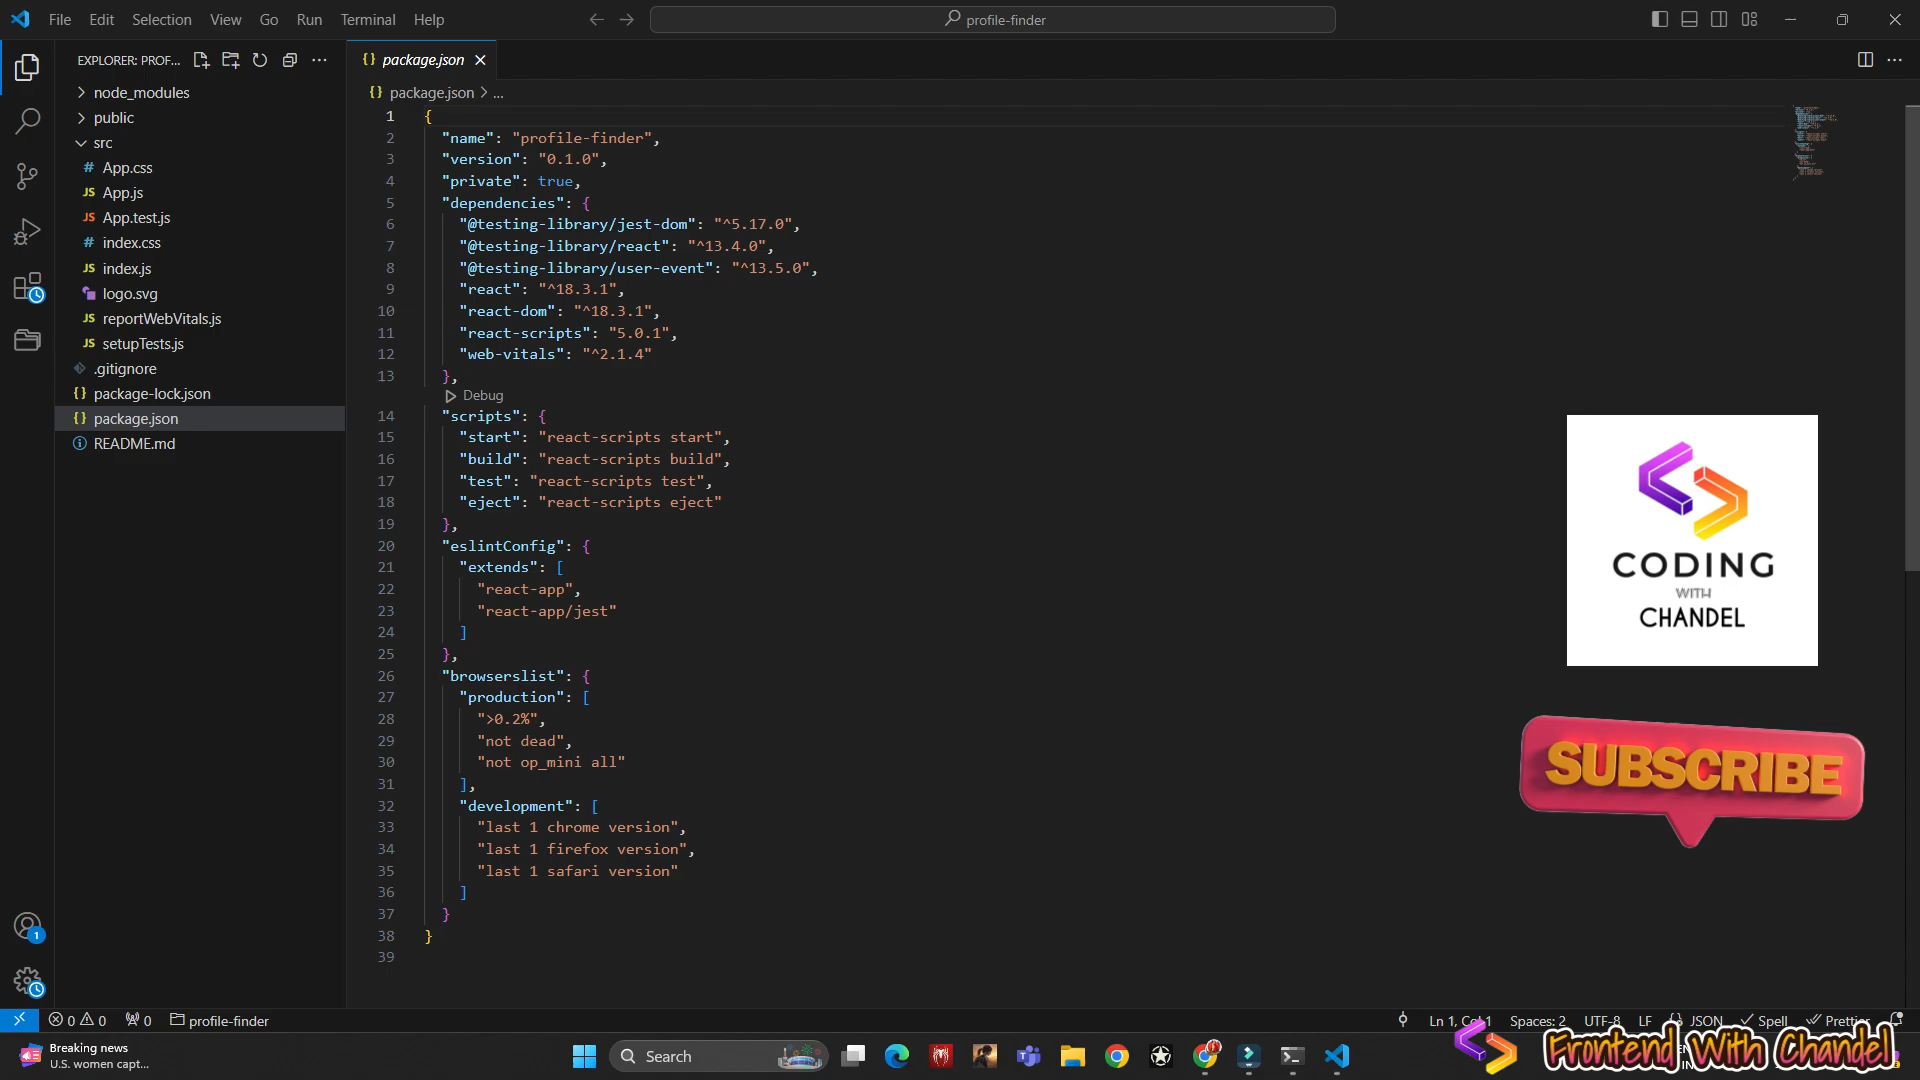 File Edit Selection View Go Run Terminal Help
profile-finder
EXPLORER: PROF...
node_modules
public
src
App.css
App.js
App.test.js
index.css
index.js
logo.svg
reportWebVitals.js
setupTests.js
.gitignore
package-lock.json
package.json
README.md
package.json
package.json > ...
1 {
2 "name": "profile-finder",
3 "version": "0.1.0",
4 "private": true,
5 "dependencies": {
6 "@testing-library/jest-dom": "^5.17.0",
7 "@testing-library/react": "^13.4.0",
8 "@testing-library/user-event": "^13.5.0",
9 "react": "^18.3.1",
10 "react-dom": "^18.3.1",
11 "react-scripts": "5.0.1",
12 "web-vitals": "^2.1.4"
13 },
Debug
14 "scripts": {
15 "start": "react-scripts start",
16 "build": "react-scripts build",
17 "test": "react-scripts test",
18 "eject": "react-scripts eject"
19 },
20 "eslintConfig": {
21 "extends": [
22 "react-app",
23 "react-app/jest"
24 ]
25 },
26 "browserslist": {
27 "production": [
28 ">0.2%",
29 "not dead",
30 "not op_mini all"
31 ],
32 "development": [
33 "last 1 chrome version",
34 "last 1 firefox version",
35 "last 1 safari version"
36 ]
37 }
38 }
39
CODING
WITH
CHANDEL
SUBSCRIBE
1
0 0 0 profile-finder
Ln 1, Col 1 Spaces: 2 UTF-8 LF {} JSON Spell Prettier
Breaking news
U.S. women capt...
Search
Frontend With Chandel